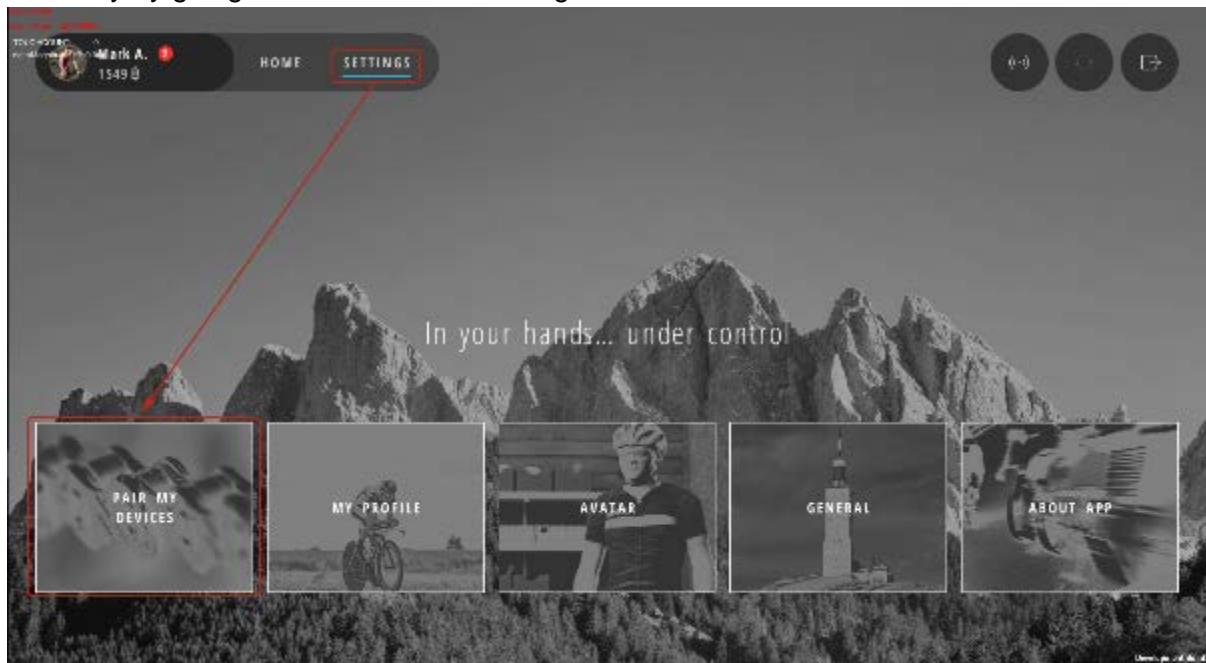 Mark A.
1549
HOME
SETTINGS
In your hands... under control
PAIR MY
DEVICES
MY PROFILE
AVATAR
GENERAL
ABOUT APP